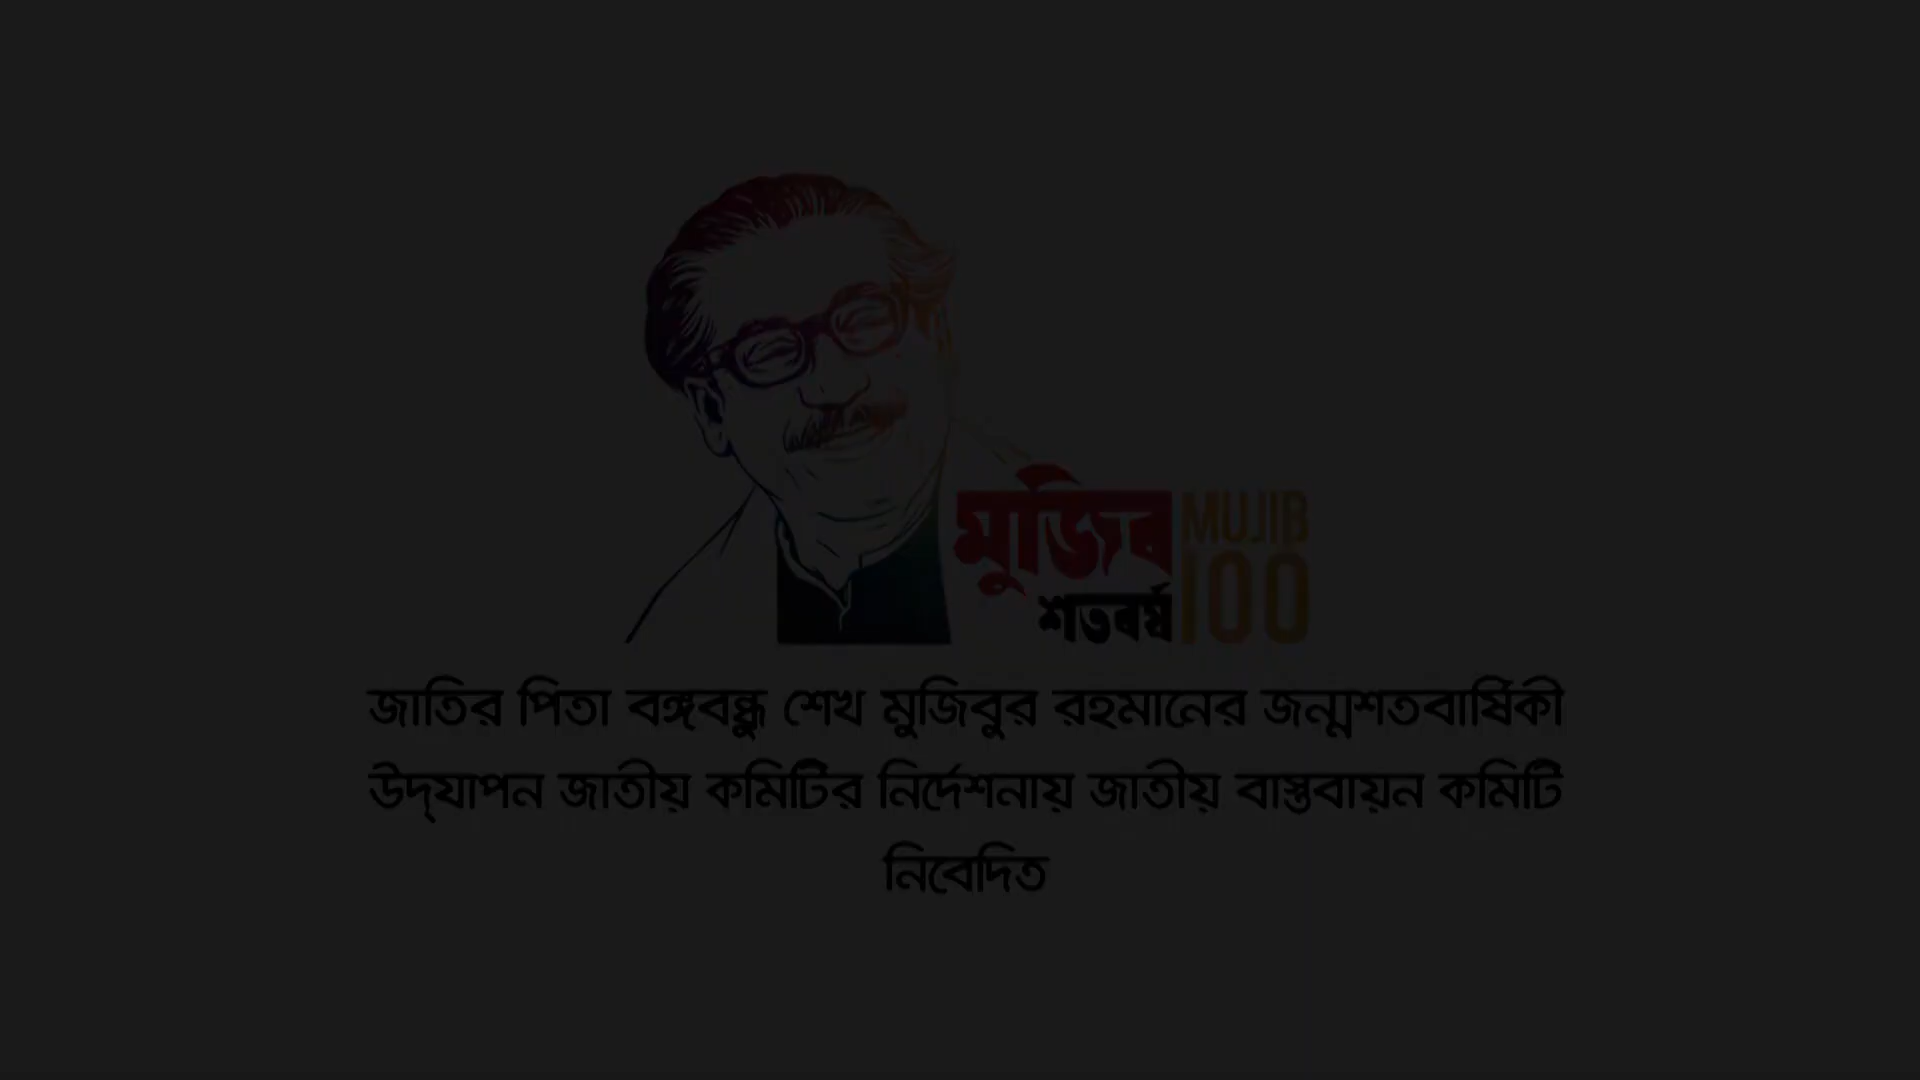 মুজিব MUJIB
শতবর্ষ 100
জাতির পিতা বঙ্গবন্ধু শেখ মুজিবুর রহমানের জন্মশতবার্ষিকী
উদ্‌যাপন জাতীয় কমিটির নির্দেশনায় জাতীয় বাস্তবায়ন কমিটি
নিবেদিত